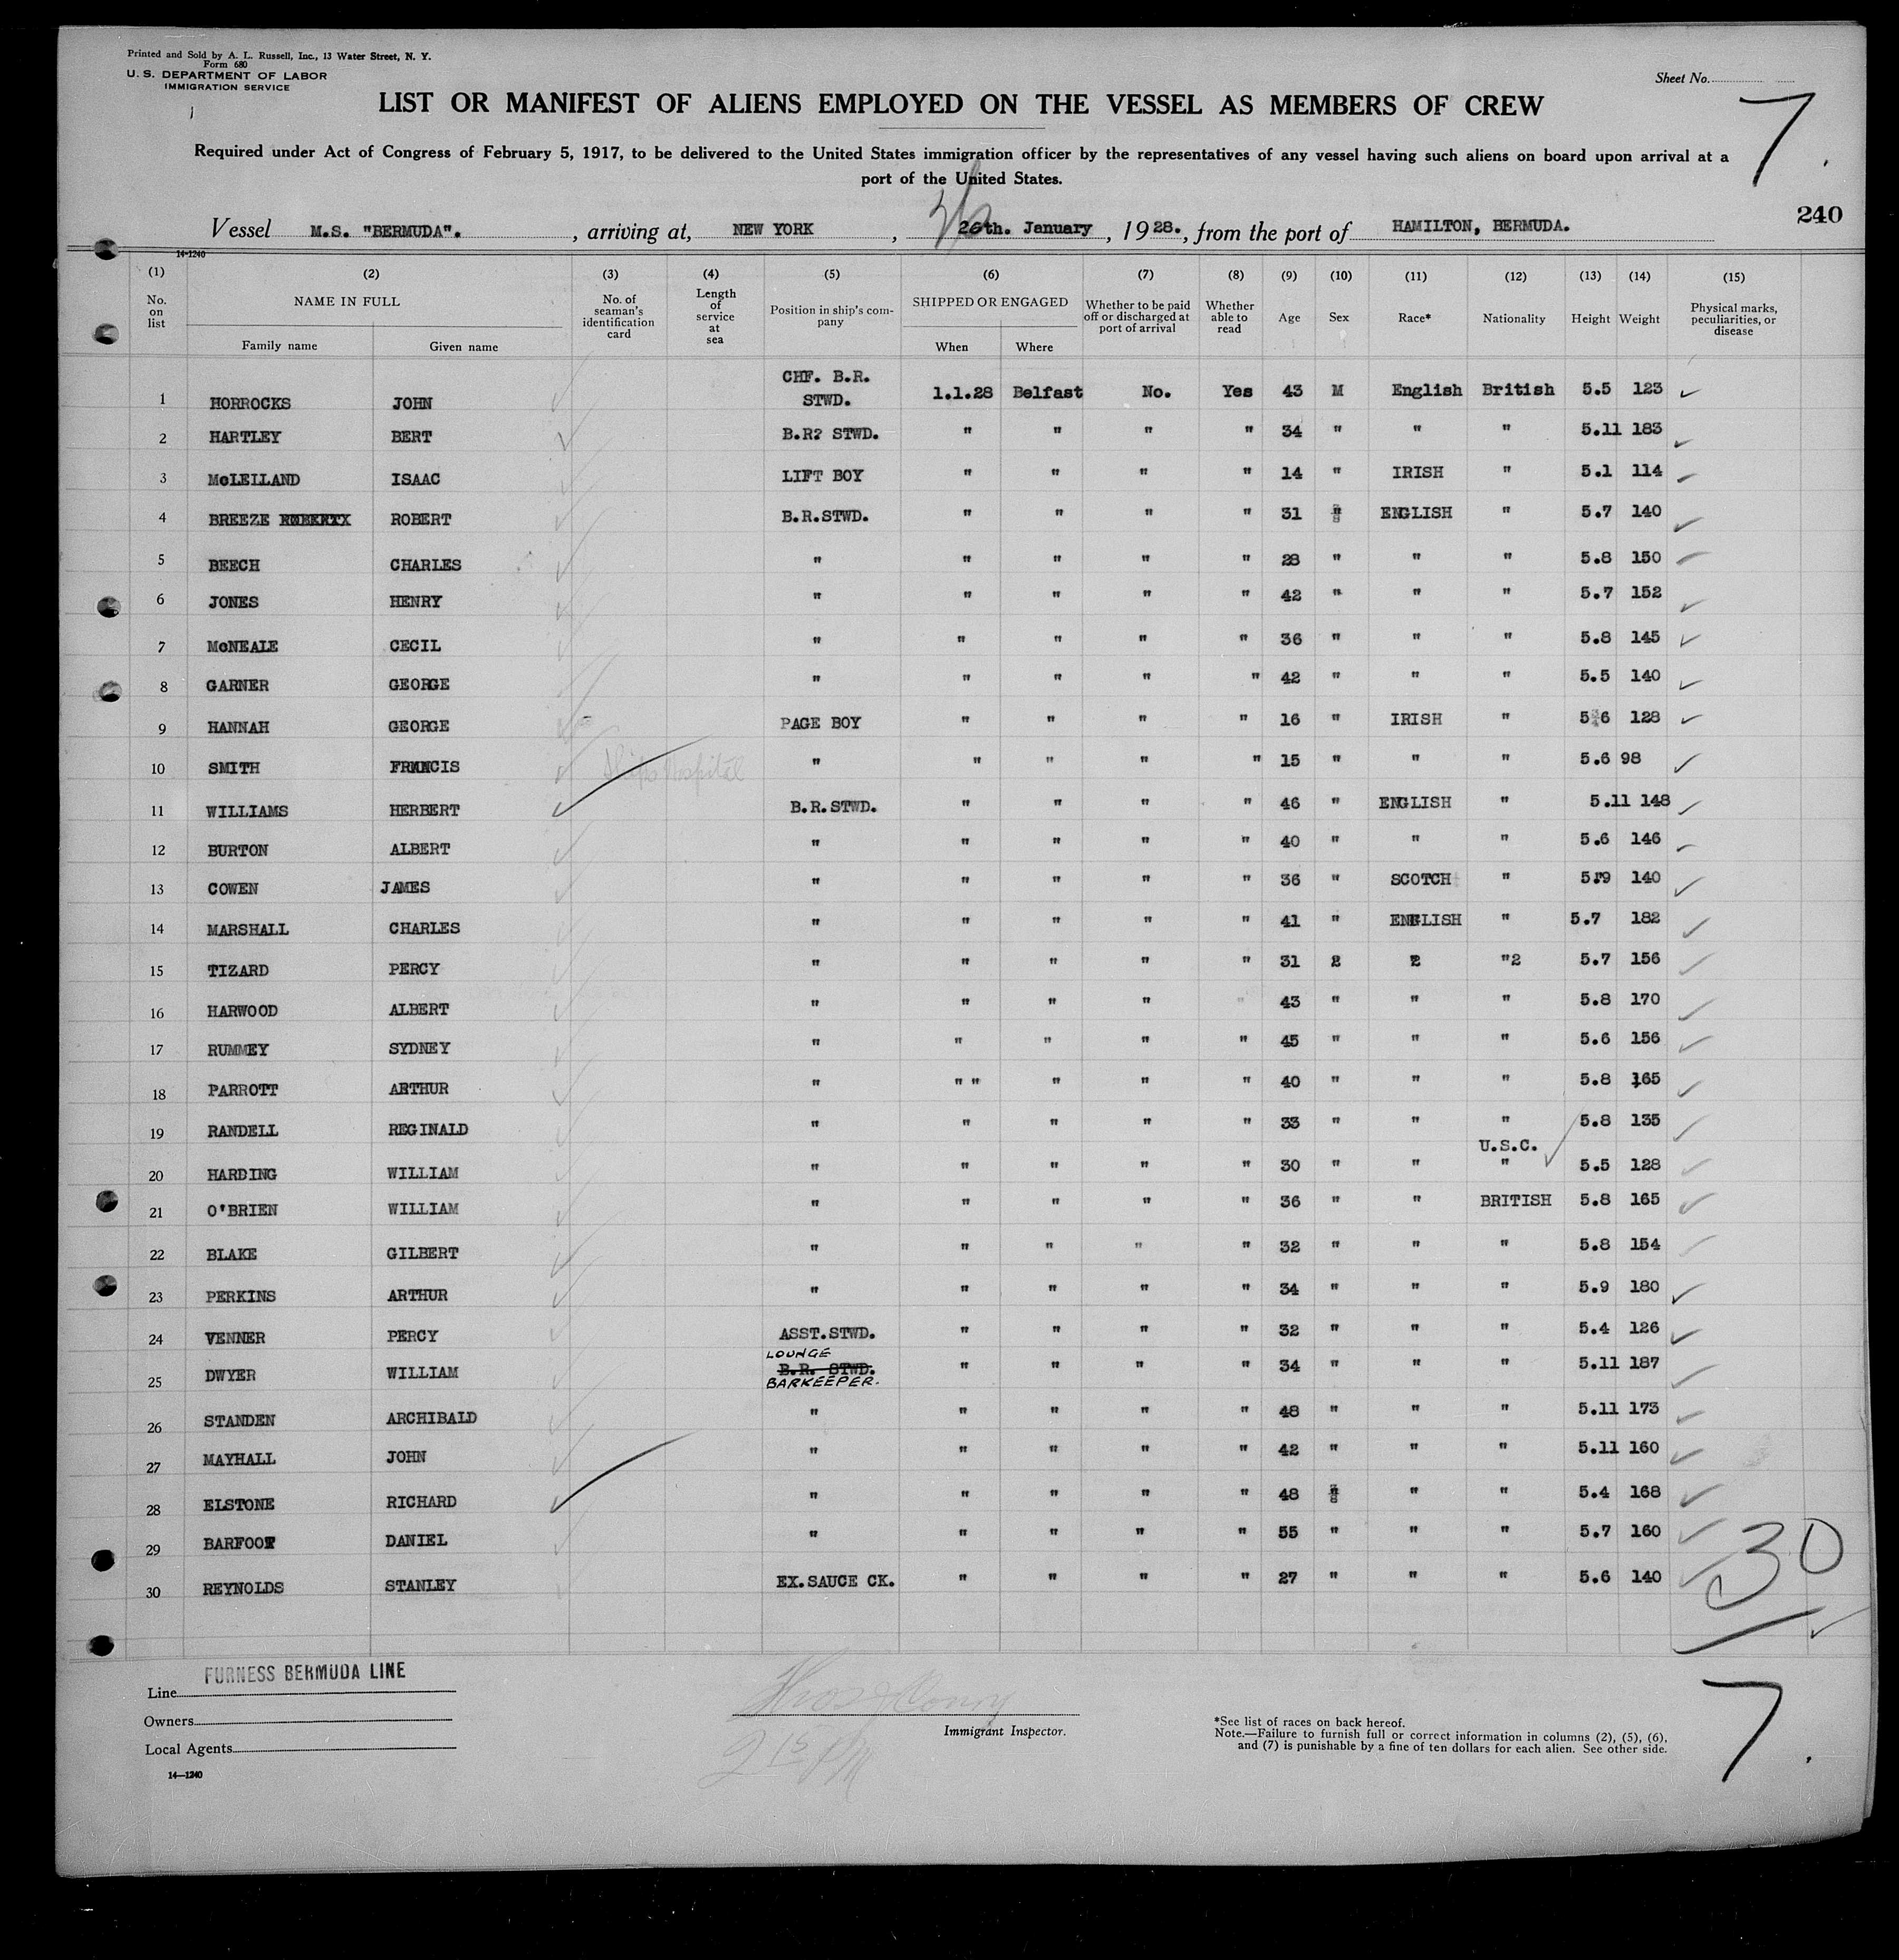 Printed and Sold by A. L. Russell, Inc., 13 Water Street, N. Y.
Form 680
U. S. DEPARTMENT OF LABOR
IMMIGRATION SERVICE
Sheet No.
7.
LIST OR MANIFEST OF ALIENS EMPLOYED ON THE VESSEL AS MEMBERS OF CREW
Required under Act of Congress of February 5, 1917, to be delivered to the United States immigration officer by the representatives of any vessel having such aliens on board upon arrival at a
port of the United States.
240
Vessel M.S. "BERMUDA". , arriving at, NEW YORK , 26th. January , 1928. , from the port of HAMILTON, BERMUDA.
14-1240
(1) (2) (3) (4) (5) (6) (7) (8) (9) (10) (11) (12) (13) (14) (15)
No. on list NAME IN FULL Family name Given name No. of seaman's identification card Length of service at sea Position in ship's company SHIPPED OR ENGAGED When Where Whether to be paid off or discharged at port of arrival Whether able to read Age Sex Race* Nationality Height Weight Physical marks, peculiarities, or disease
1 HORROCKS JOHN CHF. B.R. STWD. 1.1.28 Belfast No. Yes 43 M English British 5.5 123
2 HARTLEY BERT B.R? STWD. " " " " 34 " " " 5.11 183
3 McLELLAND ISAAC LIFT BOY " " " " 14 " IRISH " 5.1 114
4 BREEZE ROBERT B.R.STWD. " " " " 31 " ENGLISH " 5.7 140
5 BEECH CHARLES " " " " " 28 " " " 5.8 150
6 JONES HENRY " " " " " 42 " " " 5.7 152
7 McNEALE CECIL " " " " " 36 " " " 5.8 145
8 GARNER GEORGE " " " " " 42 " " " 5.5 140
9 HANNAH GEORGE PAGE BOY " " " " 16 " IRISH " 5 6 128
10 SMITH FRANCIS Ships Hospital " " " " " 15 " " " 5.6 98
11 WILLIAMS HERBERT B.R.STWD. " " " " 46 " ENGLISH " 5.11 148
12 BURTON ALBERT " " " " " 40 " " " 5.6 146
13 COWEN JAMES " " " " " 36 " SCOTCH " 5.9 140
14 MARSHALL CHARLES " " " " " 41 " ENGLISH " 5.7 182
15 TIZARD PERCY " " " " " 31 2 2 "2 5.7 156
16 HARWOOD ALBERT " " " " " 43 " " " 5.8 170
17 RUMMEY SYDNEY " " " " " 45 " " " 5.6 156
18 PARROTT ARTHUR " " " " " " 40 " " " 5.8 165
19 RANDELL REGINALD " " " " " 33 " " " 5.8 135
20 HARDING WILLIAM " " " " " 30 " " U.S.C. " 5.5 128
21 O'BRIEN WILLIAM " " " " " 36 " " BRITISH 5.8 165
22 BLAKE GILBERT " " " " " 32 " " " 5.8 154
23 PERKINS ARTHUR " " " " " 34 " " " 5.9 180
24 VENNER PERCY ASST.STWD. " " " " 32 " " " 5.4 126
25 DWYER WILLIAM LOUNGE B.R. STWD. BARKEEPER. " " " " 34 " " " 5.11 187
26 STANDEN ARCHIBALD " " " " " 48 " " " 5.11 173
27 MAYHALL JOHN " " " " " 42 " " " 5.11 160
28 ELSTONE RICHARD " " " " " 48 " " " 5.4 168
29 BARFOOT DANIEL " " " " " 55 " " " 5.7 160
30 REYNOLDS STANLEY EX.SAUCE CK. " " " " 27 " " " 5.6 140
30
Line FURNESS BERMUDA LINE
Owners
Local Agents
14—1240
Immigrant Inspector.
2 15 PM
*See list of races on back hereof.
Note.—Failure to furnish full or correct information in columns (2), (5), (6),
and (7) is punishable by a fine of ten dollars for each alien. See other side.
7.